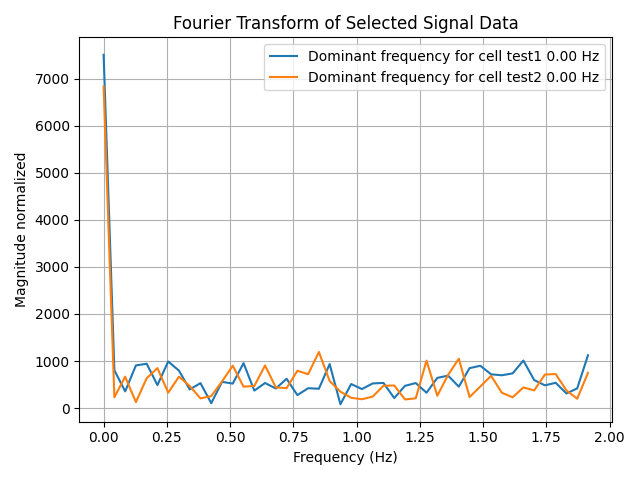 Fourier Transform of Selected Signal Data
Dominant frequency for cell test1 0.00 Hz
Dominant frequency for cell test2 0.00 Hz
Magnitude normalized
7000
6000
5000
4000
3000
2000
1000
0
0.00 0.25 0.50 0.75 1.00 1.25 1.50 1.75 2.00
Frequency (Hz)